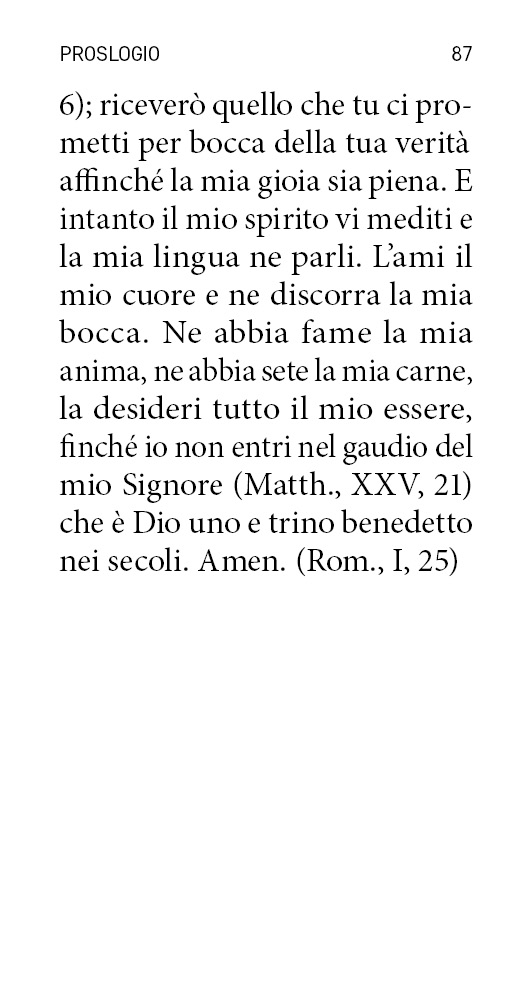 PROSLOGIO 87
6); riceverò quello che tu ci pro-
metti per bocca della tua verità
affinché la mia gioia sia piena. E
intanto il mio spirito vi mediti e
la mia lingua ne parli. L’ami il
mio cuore e ne discorra la mia
bocca. Ne abbia fame la mia
anima, ne abbia sete la mia carne,
la desideri tutto il mio essere,
finché io non entri nel gaudio del
mio Signore (Matth., XXV, 21)
che è Dio uno e trino benedetto
nei secoli. Amen. (Rom., I, 25)